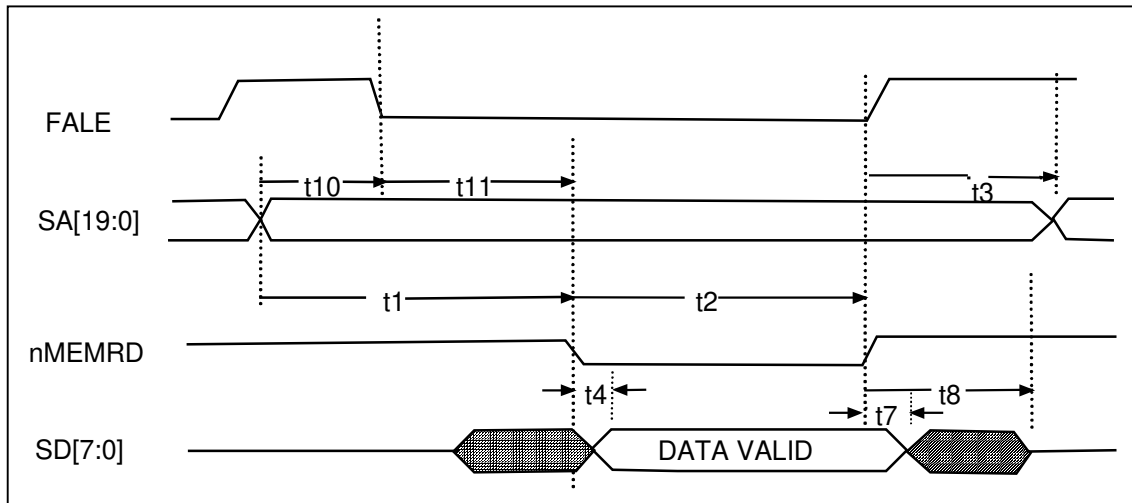 FALE
t10
t11
t3
SA[19:0]
t1
t2
nMEMRD
t4
t7
t8
SD[7:0]
DATA VALID